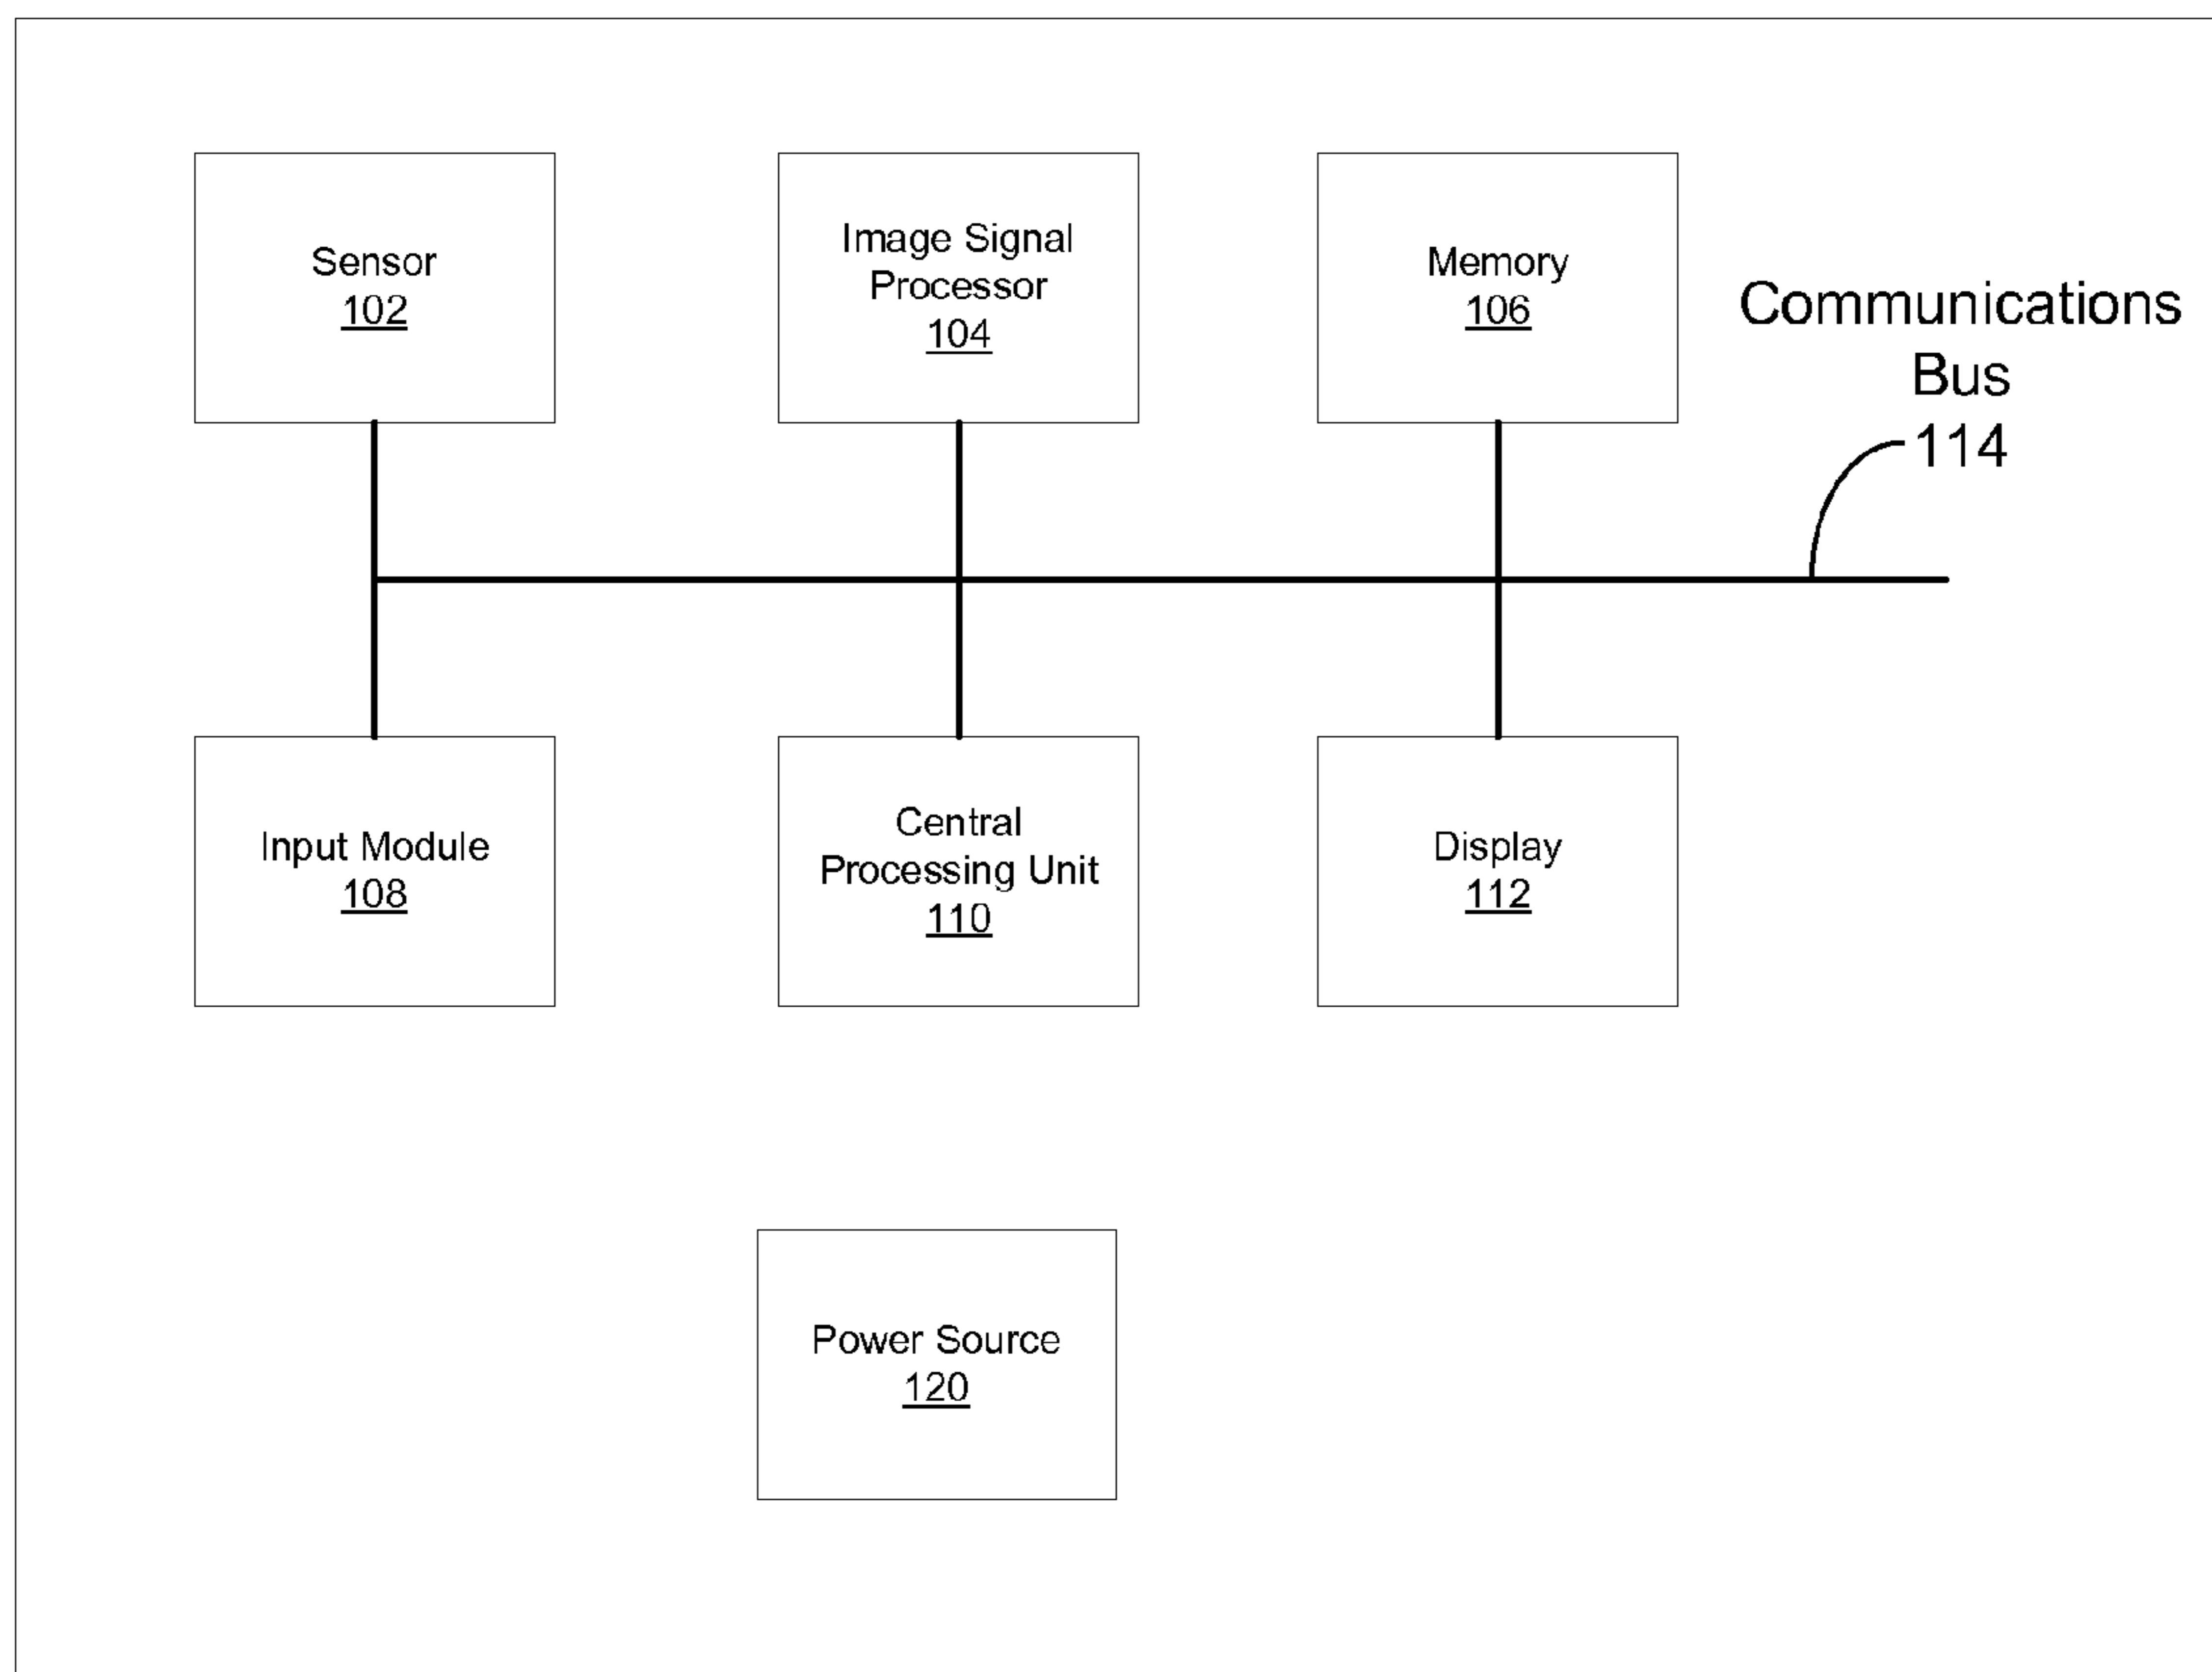 Sensor
102
Image Signal
Processor
104
Memory
106
Communications
Bus
114
Input Module
108
Central
Processing Unit
110
Display
112
Power Source
120